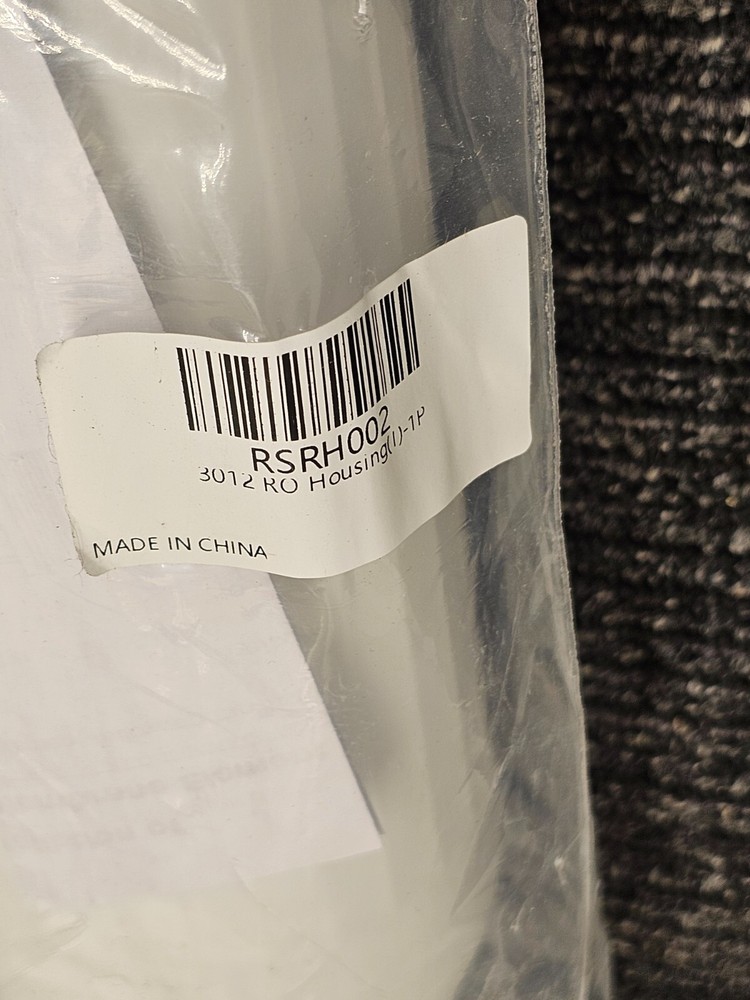 RSRH002
3012 RO Housing(I)-1P
MADE IN CHINA